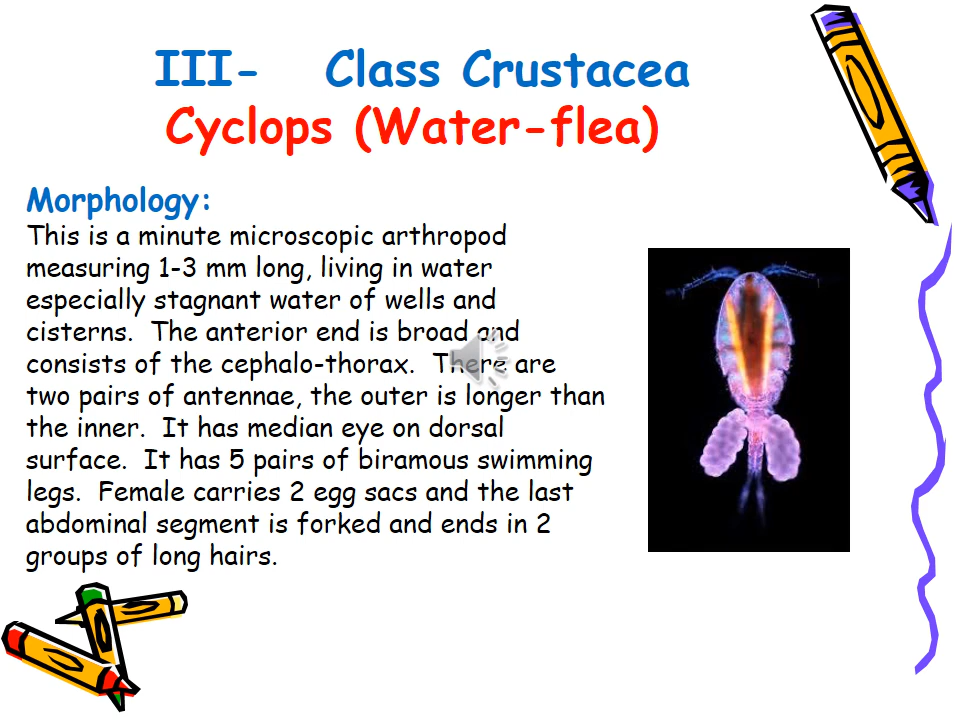 III- Class Crustacea
Cyclops (Water-flea)
Morphology:
This is a minute microscopic arthropod
measuring 1-3 mm long, living in water
especially stagnant water of wells and
cisterns. The anterior end is broad and
consists of the cephalo-thorax. There are
two pairs of antennae, the outer is longer than
the inner. It has median eye on dorsal
surface. It has 5 pairs of biramous swimming
legs. Female carries 2 egg sacs and the last
abdominal segment is forked and ends in 2
groups of long hairs.